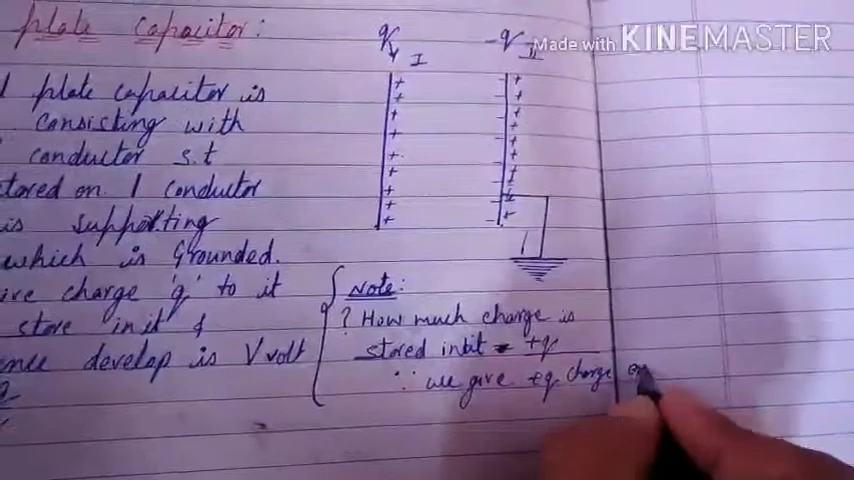 plate capacitor :
plate capacitor is
consisting with
conductor s.t
stored on 1 conductor
is supporting
which is Grounded.
charge 'q' to it
store in it &
develop is V volt
q I
-q II
Made with KINEMASTER
+ + + + + + + + +
- - - - - - -
+ + + + + + + + +
Note:
? How much charge is
stored in it = +q
∵ we give +q charge on